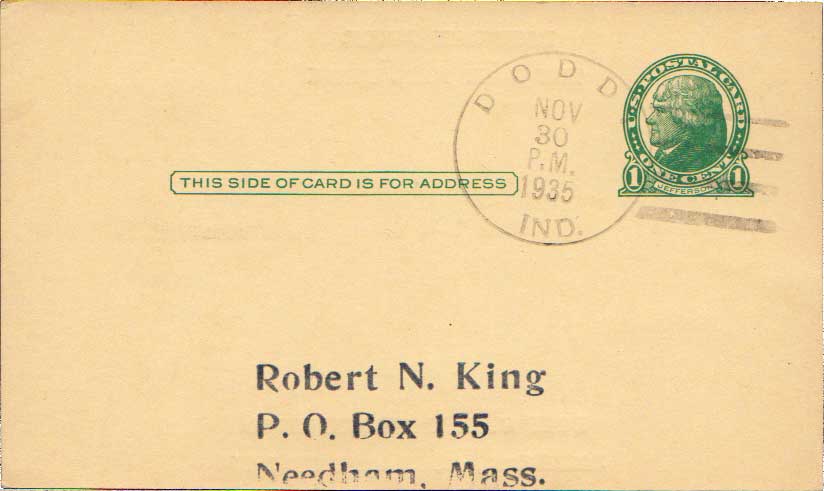 DODD
NOV
30
P.M.
1935
IND.
U.S. POSTAL CARD
ONE CENT
1 JEFFERSON 1
THIS SIDE OF CARD IS FOR ADDRESS
Robert N. King
P. O. Box 155
Needham, Mass.